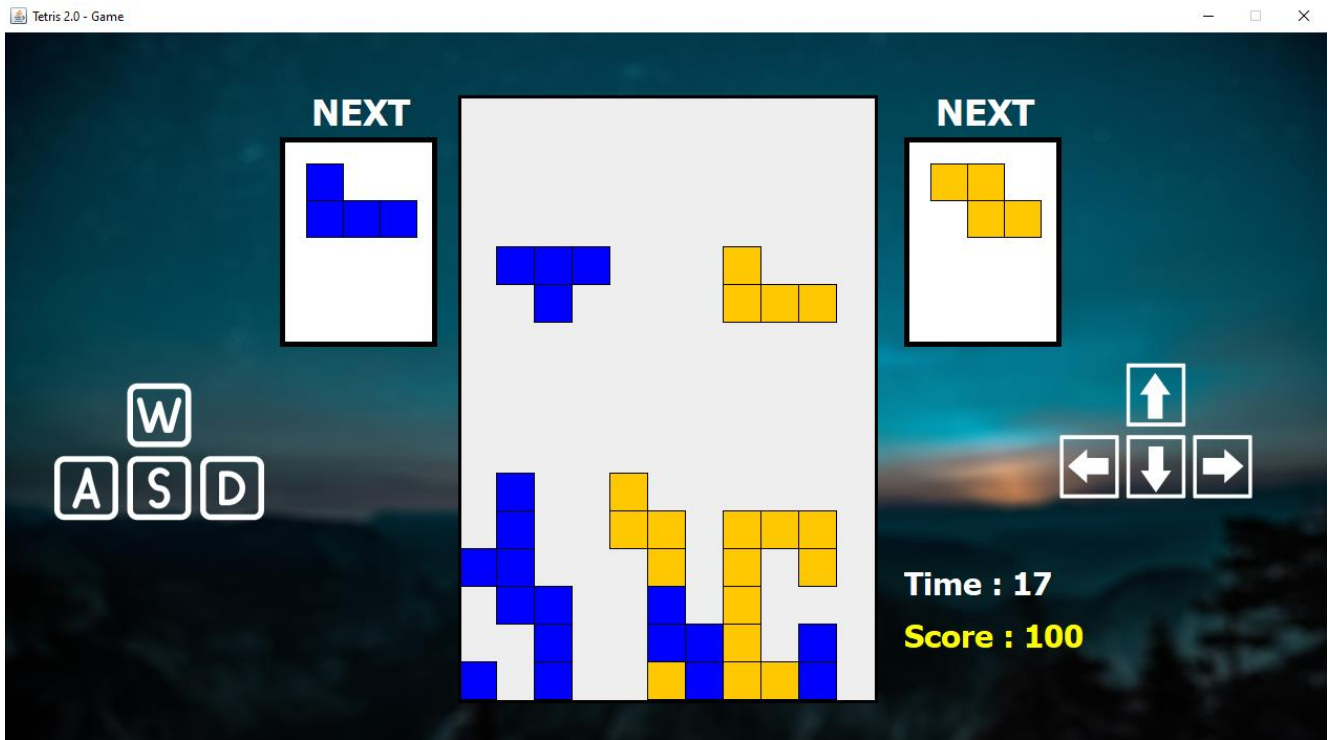 Tetris 2.0 - Game
NEXT
NEXT
W
A S D
Time : 17
Score : 100